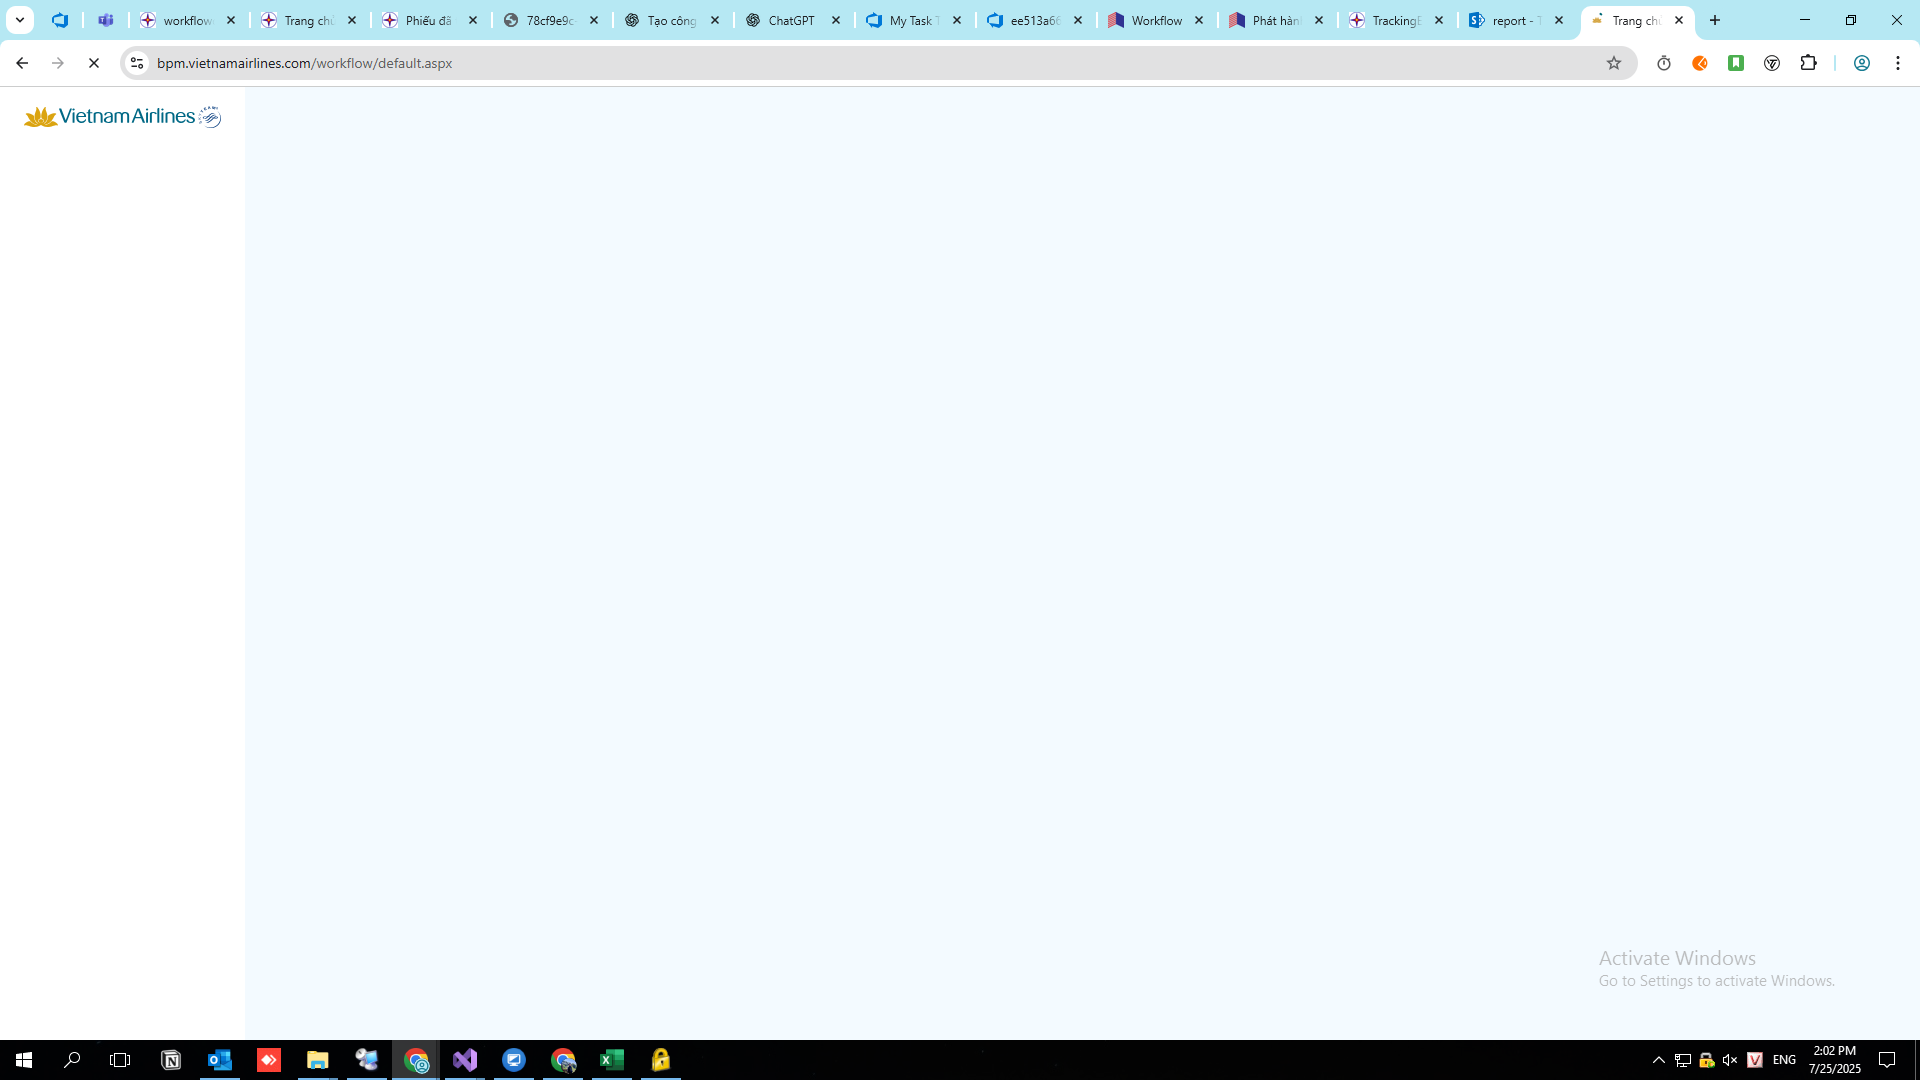 workflow
Trang chủ
Phiếu đã
78cf9e9c-
Tạo công
ChatGPT
My Task T
ee513a66
Workflow
Phát hàn
TrackingE
report - T
Trang chủ
bpm.vietnamairlines.com/workflow/default.aspx
Vietnam Airlines
Activate Windows
Go to Settings to activate Windows.
ENG
2:02 PM
7/25/2025